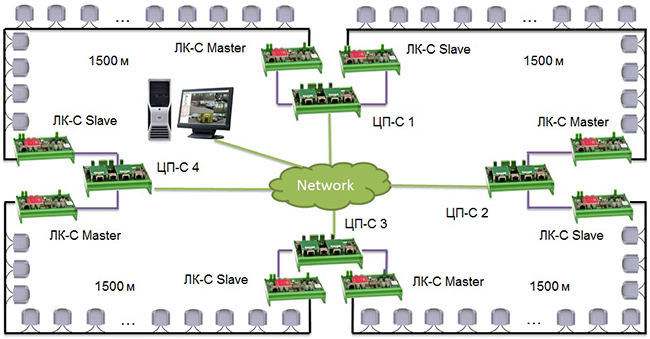 ...
...
ЛК-С Master
ЛК-С Slave
1500 м
1500 м
ЛК-С Slave
ЦП-С 1
ЛК-С Master
ЦП-С 4
Network
ЦП-С 2
ЛК-С Master
ЦП-С 3
ЛК-С Slave
ЛК-С Slave
ЛК-С Master
1500 м
1500 м
...
...